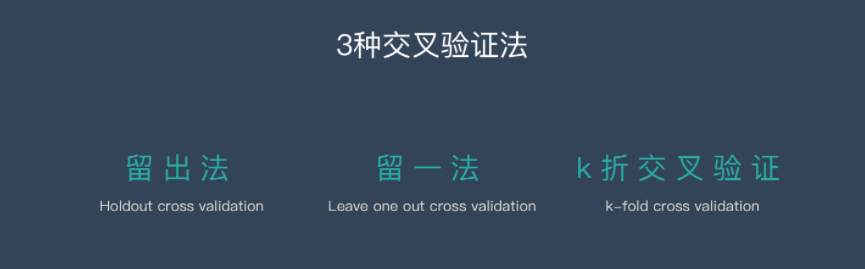 3种交叉验证法
留出法
Holdout cross validation
留一法
Leave one out cross validation
k折交叉验证
k-fold cross validation